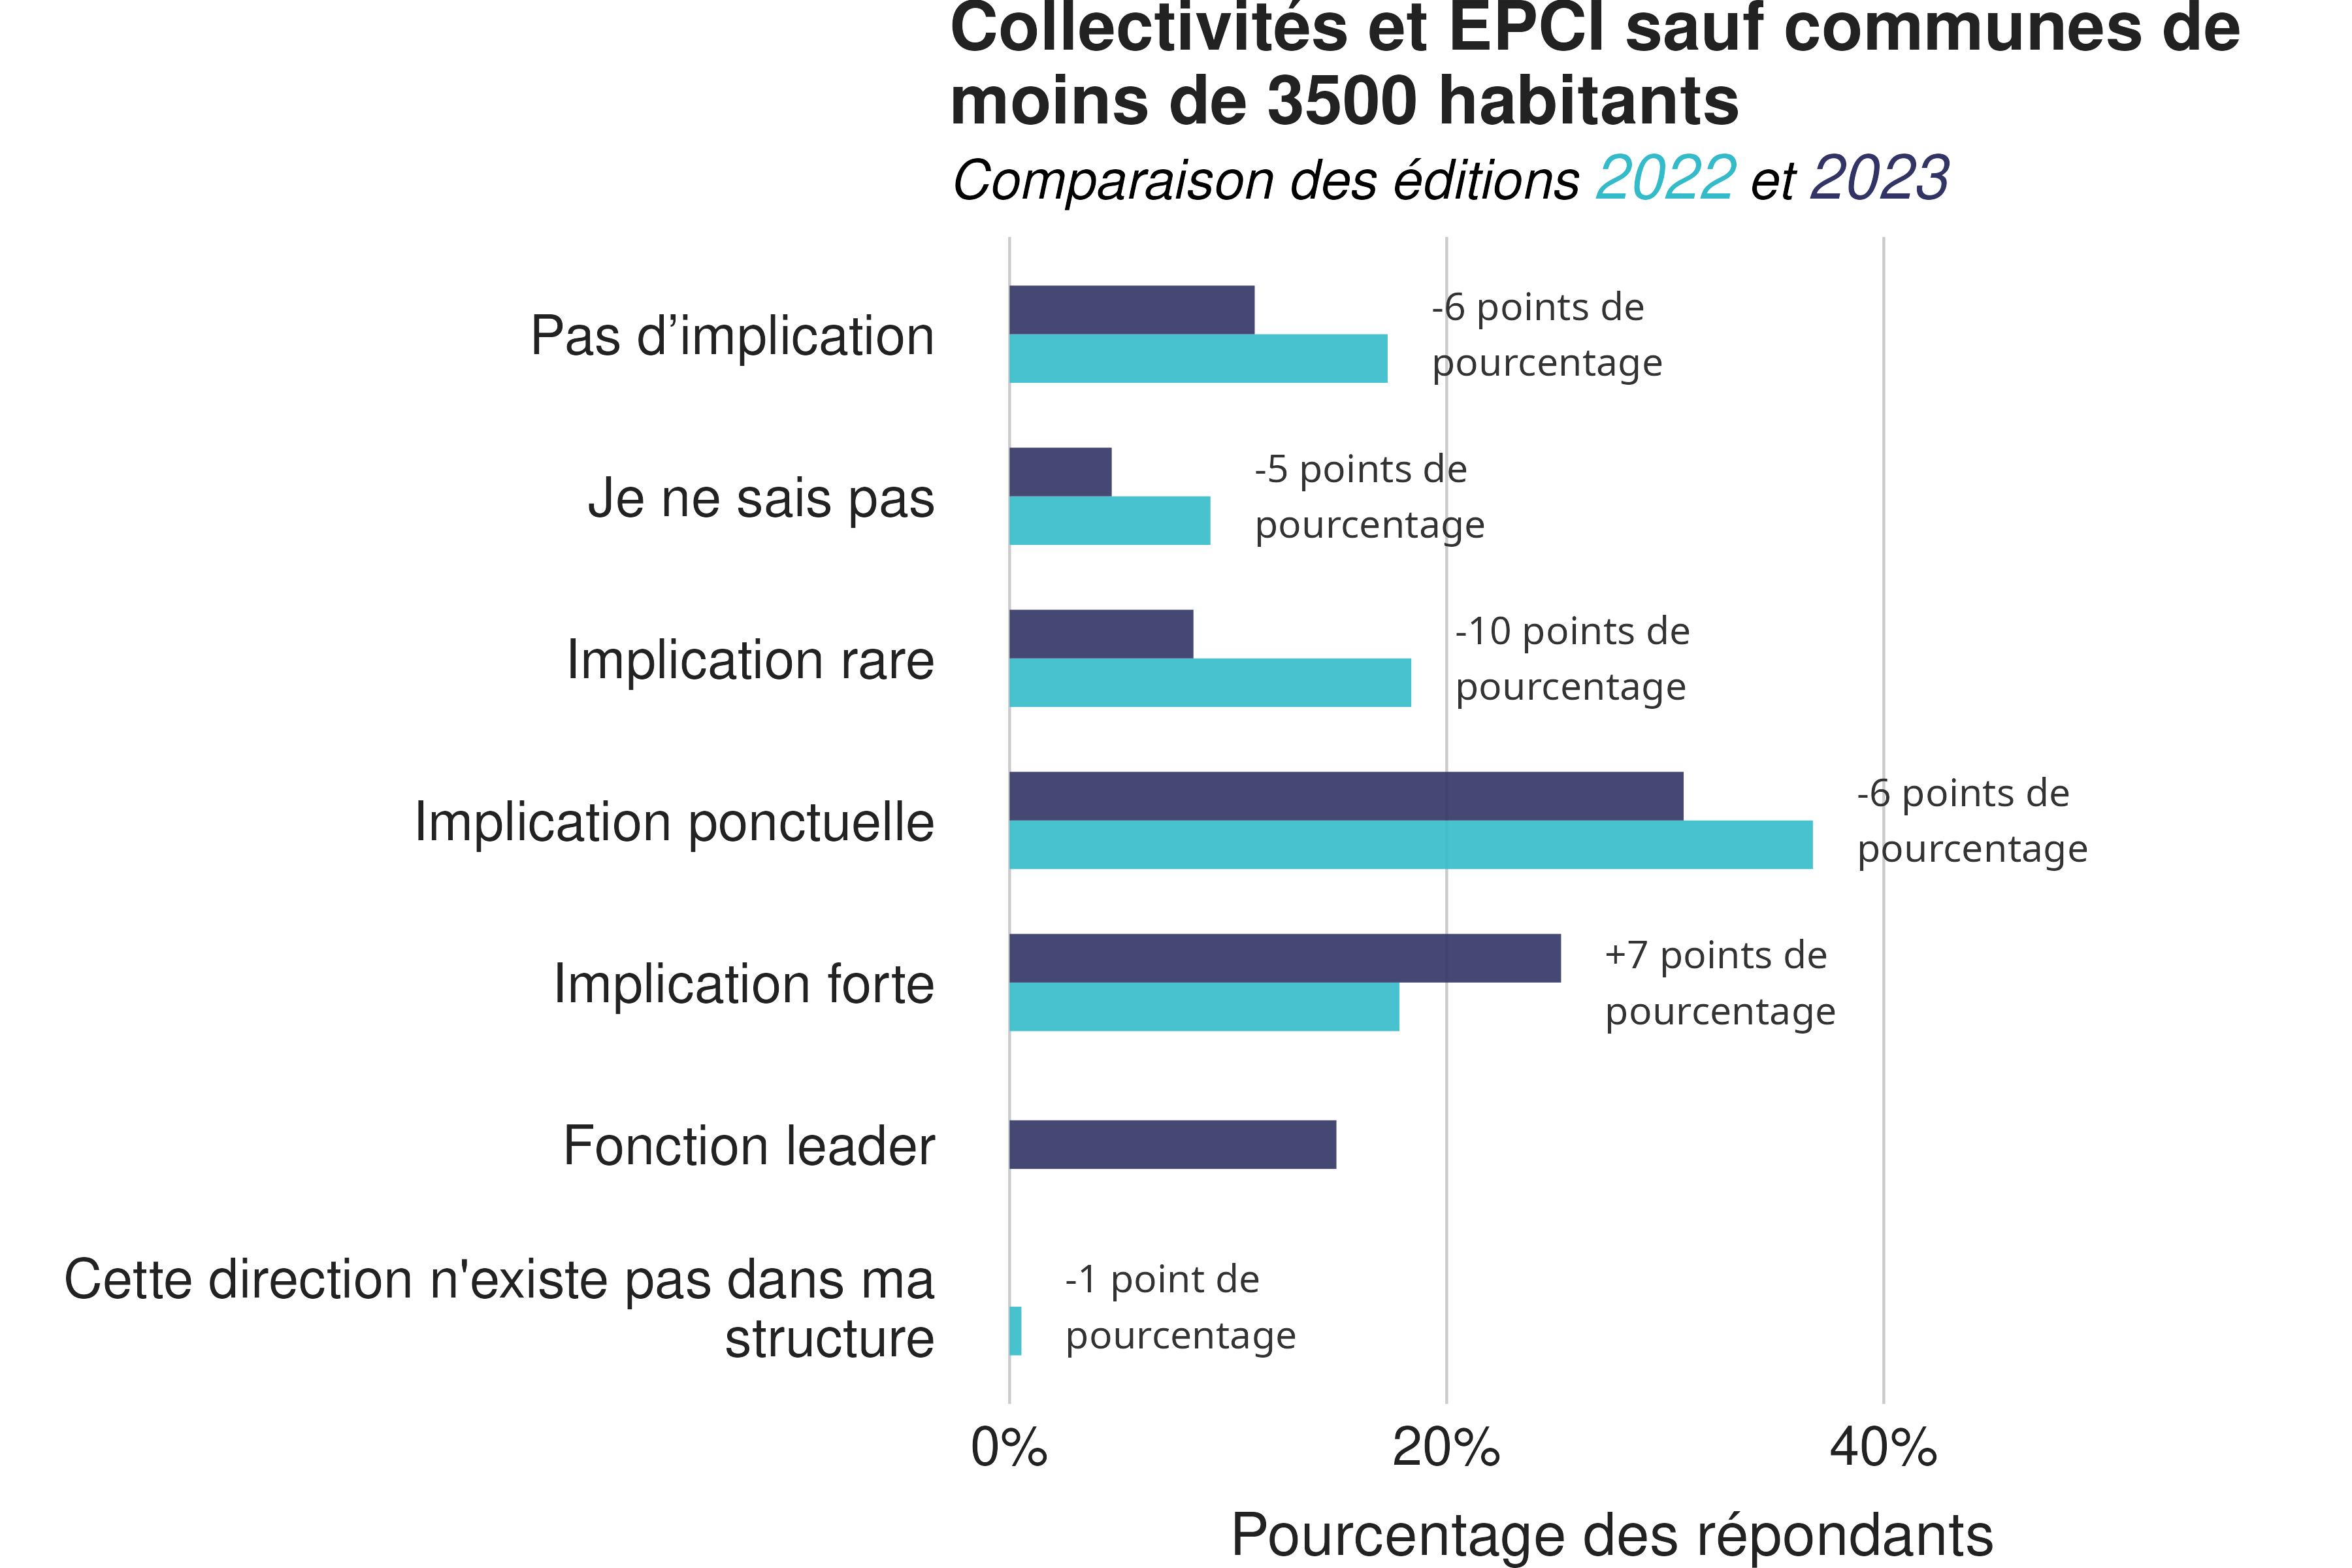 Collectivités et EPCI sauf communes de
moins de 3500 habitants
Comparaison des éditions 2022 et 2023
Pas d’implication
-6 points de
pourcentage
Je ne sais pas
-5 points de
pourcentage
Implication rare
-10 points de
pourcentage
Implication ponctuelle
-6 points de
pourcentage
Implication forte
+7 points de
pourcentage
Fonction leader
Cette direction n'existe pas dans ma
structure
-1 point de
pourcentage
0%
20%
40%
Pourcentage des répondants